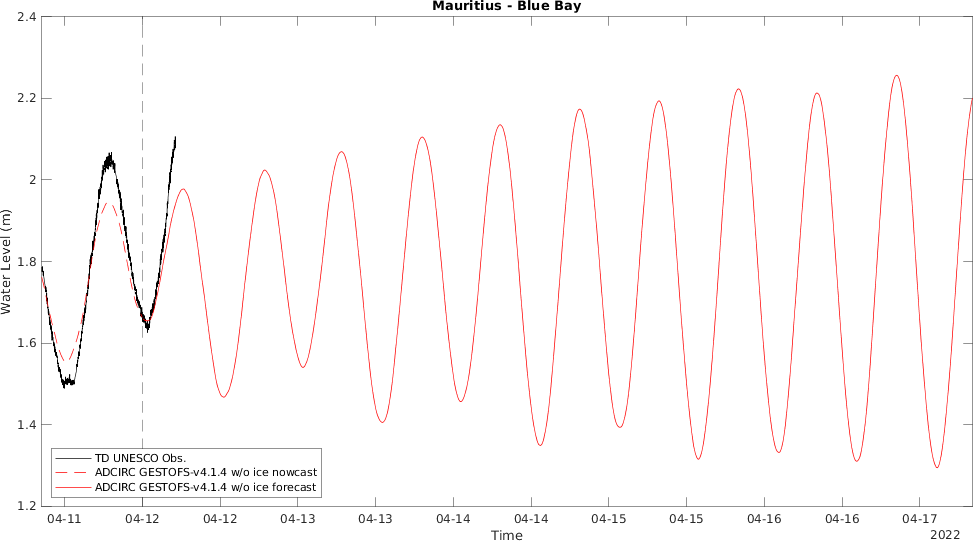 Mauritius - Blue Bay
Water Level (m)
2.4
2.2
2
1.8
1.6
1.4
1.2
TD UNESCO Obs.
ADCIRC GESTOFS-v4.1.4 w/o ice nowcast
ADCIRC GESTOFS-v4.1.4 w/o ice forecast
04-11 04-12 04-12 04-13 04-13 04-14 04-14 04-15 04-15 04-16 04-16 04-17
2022
Time